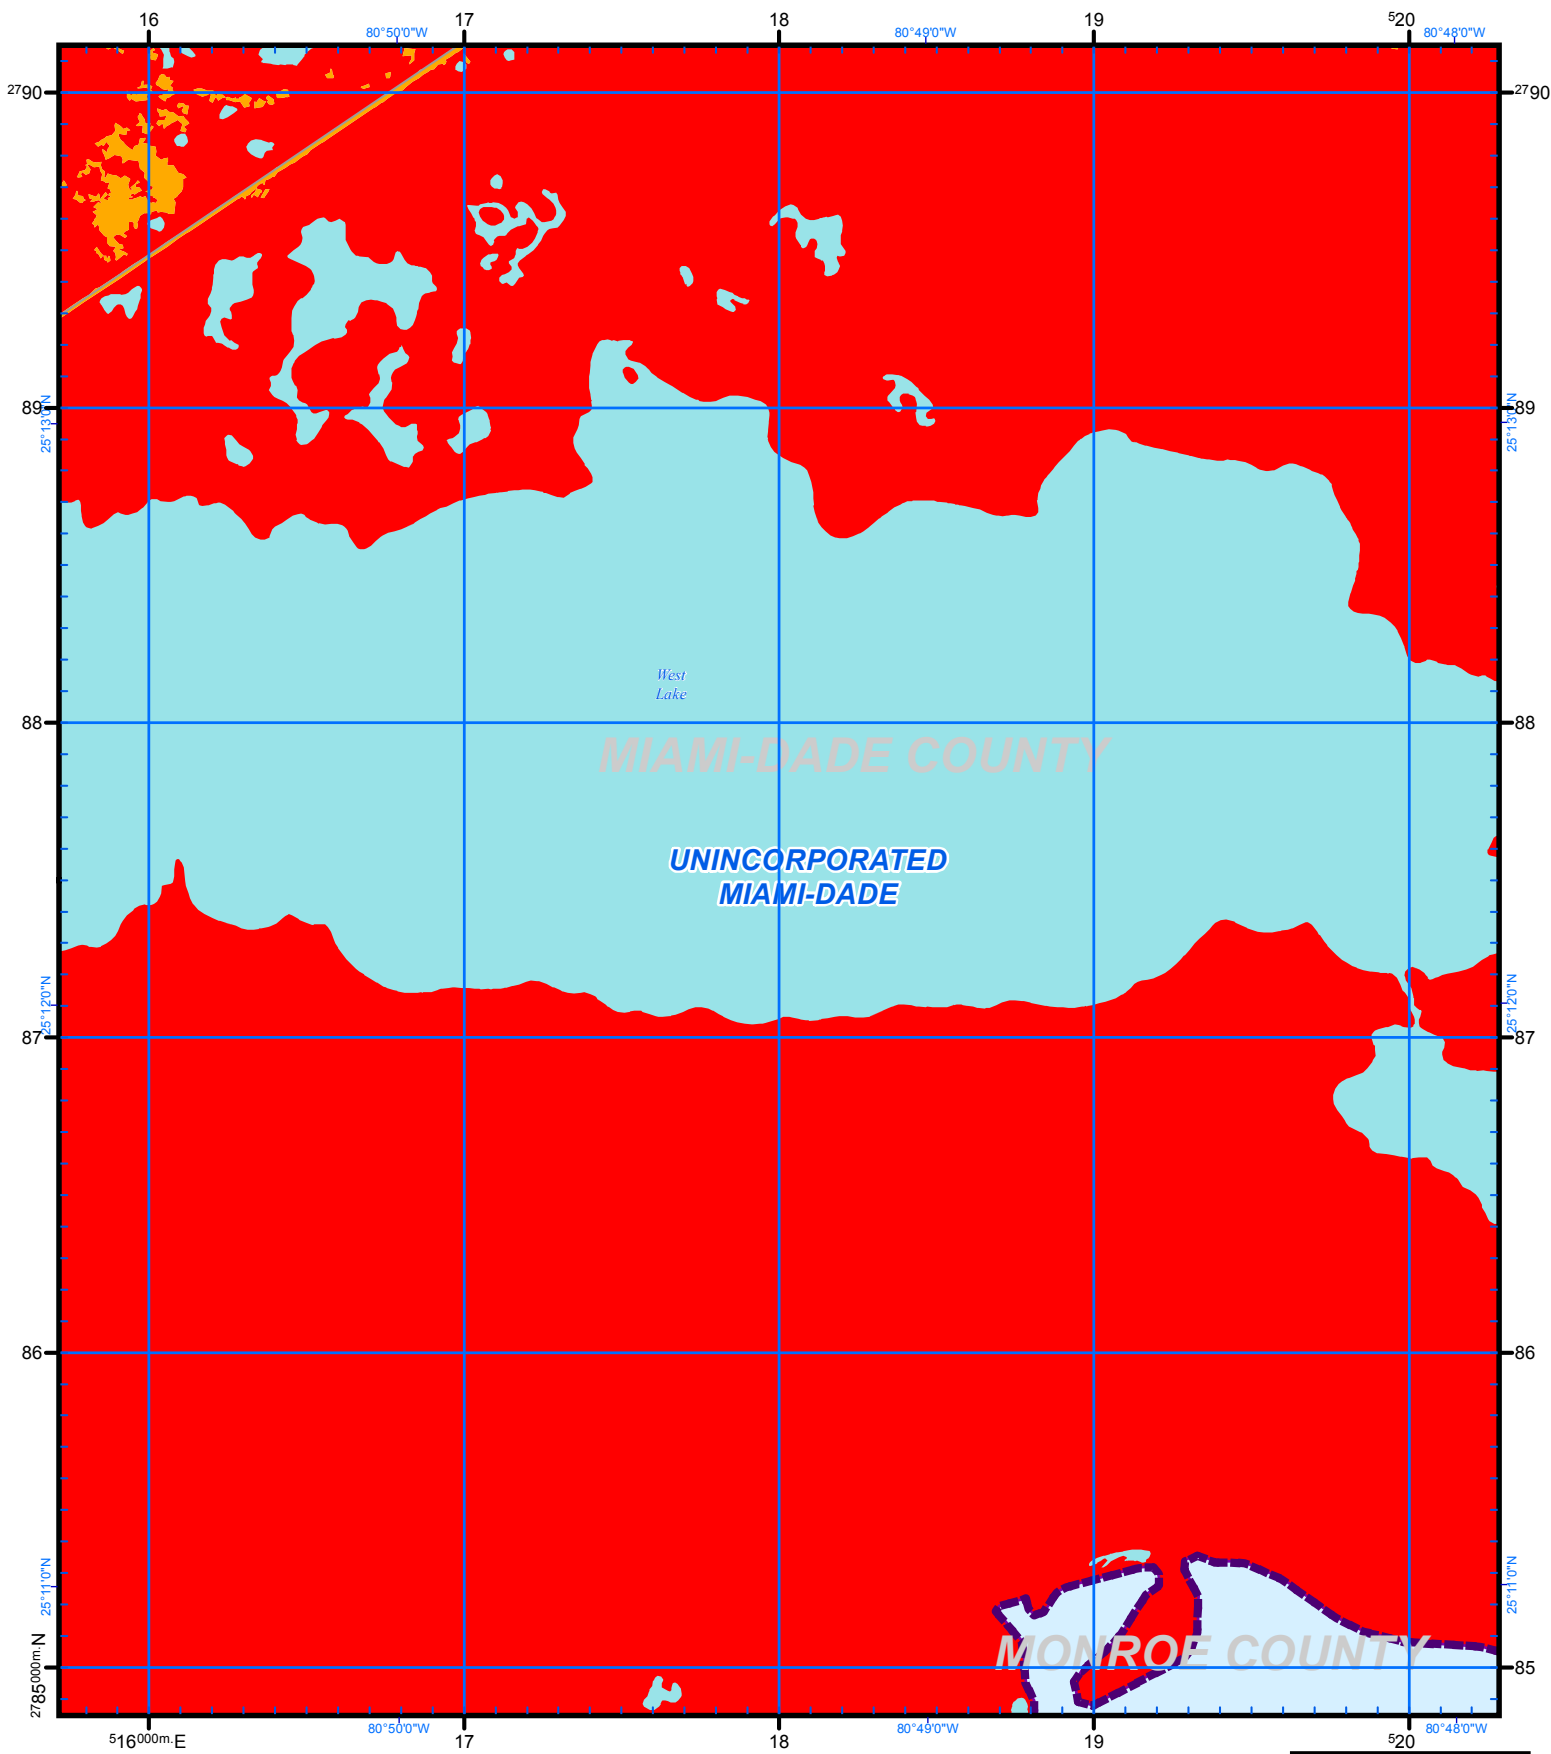 16 17 18 19 520
80°50'0"W 80°49'0"W 80°48'0"W
2790 2790
89 89
25°13'0"N 25°13'0"N
West
Lake
88 88
MIAMI-DADE COUNTY
UNINCORPORATED
MIAMI-DADE
25°12'0"N 25°12'0"N
87 87
86 86
25°11'0"N 25°11'0"N
MONROE COUNTY
2785000m. N 85
80°50'0"W 80°49'0"W 80°48'0"W
516000m. E 17 18 19 520